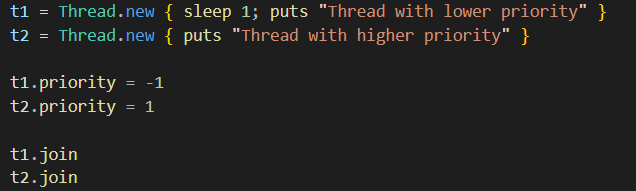 t1 = Thread.new { sleep 1; puts "Thread with lower priority" }
t2 = Thread.new { puts "Thread with higher priority" }
t1.priority = -1
t2.priority = 1
t1.join
t2.join